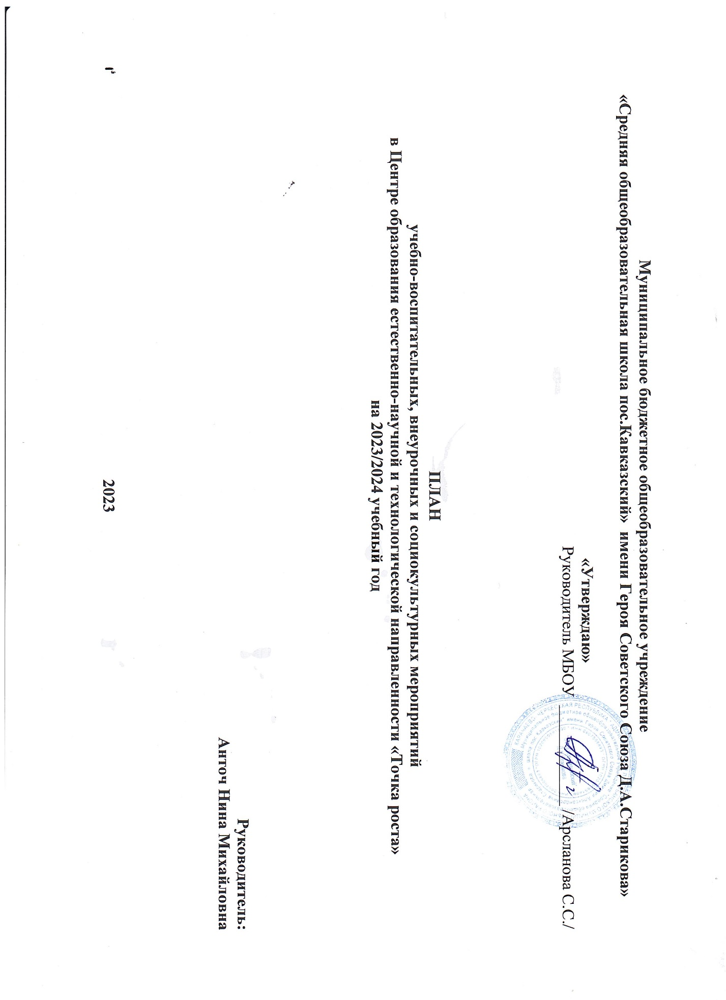 Муниципальное бюджетное общеобразовательное учреждение
«Средняя общеобразовательная школа пос.Кавказский» имени Героя Советского Союза Д.А.Старикова»
«Утверждаю»
Руководитель МБОУ ____________ /Арсланова С.С./
ПЛАН
учебно-воспитательных, внеурочных и социокультурных мероприятий
в Центре образования естественно-научной и технологической направленности «Точка роста»
на 2023/2024 учебный год
Руководитель:
Анточ Нина Михайловна
2023